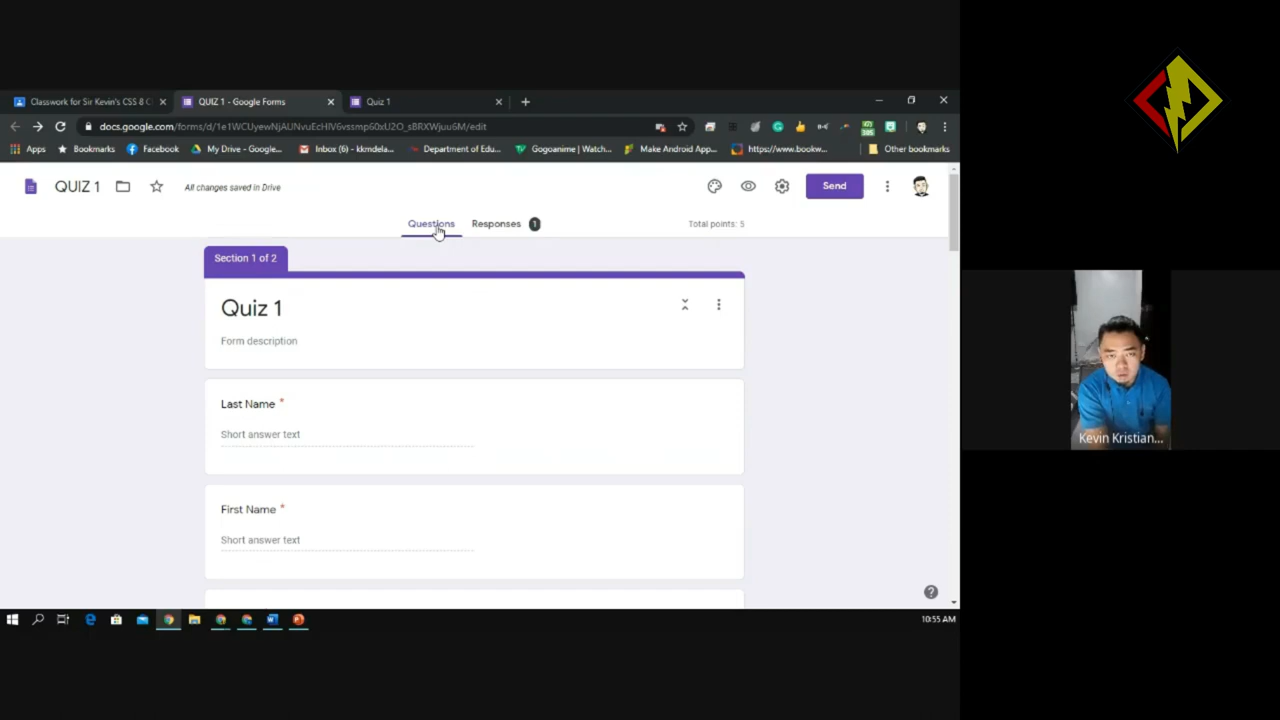 Classwork for Sir Kevin's CSS 8 C
QUIZ 1 - Google Forms
Quiz 1
docs.google.com/forms/d/1e1WCUyewNjAUNvuEcHIV6vssmp60xU2O_sBRXWjuu6M/edit
Apps
Bookmarks
Facebook
My Drive - Google...
Inbox (6) - kkmdela...
Department of Edu...
Gogoanime | Watch...
Make Android App...
https://www.bookw...
Other bookmarks
QUIZ 1
All changes saved in Drive
Send
Questions
Responses 1
Total points: 5
Section 1 of 2
Quiz 1
Form description
Last Name *
Short answer text
First Name *
Short answer text
Kevin Kristian...
10:55 AM